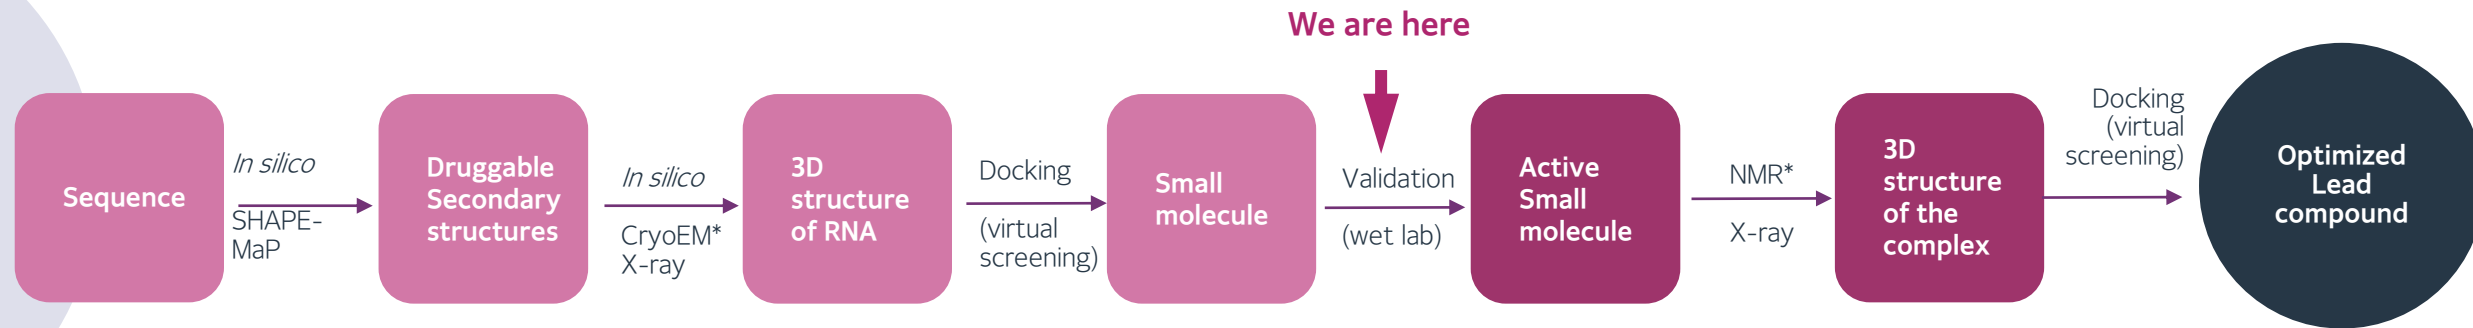 We are here
Sequence
In silico
SHAPE-
MaP
Druggable
Secondary
structures
In silico
CryoEM*
X-ray
3D
structure
of RNA
Docking
(virtual
screening)
Small
molecule
Validation
(wet lab)
Active
Small
molecule
NMR*
X-ray
3D
structure
of the
complex
Docking
(virtual
screening)
Optimized
Lead
compound